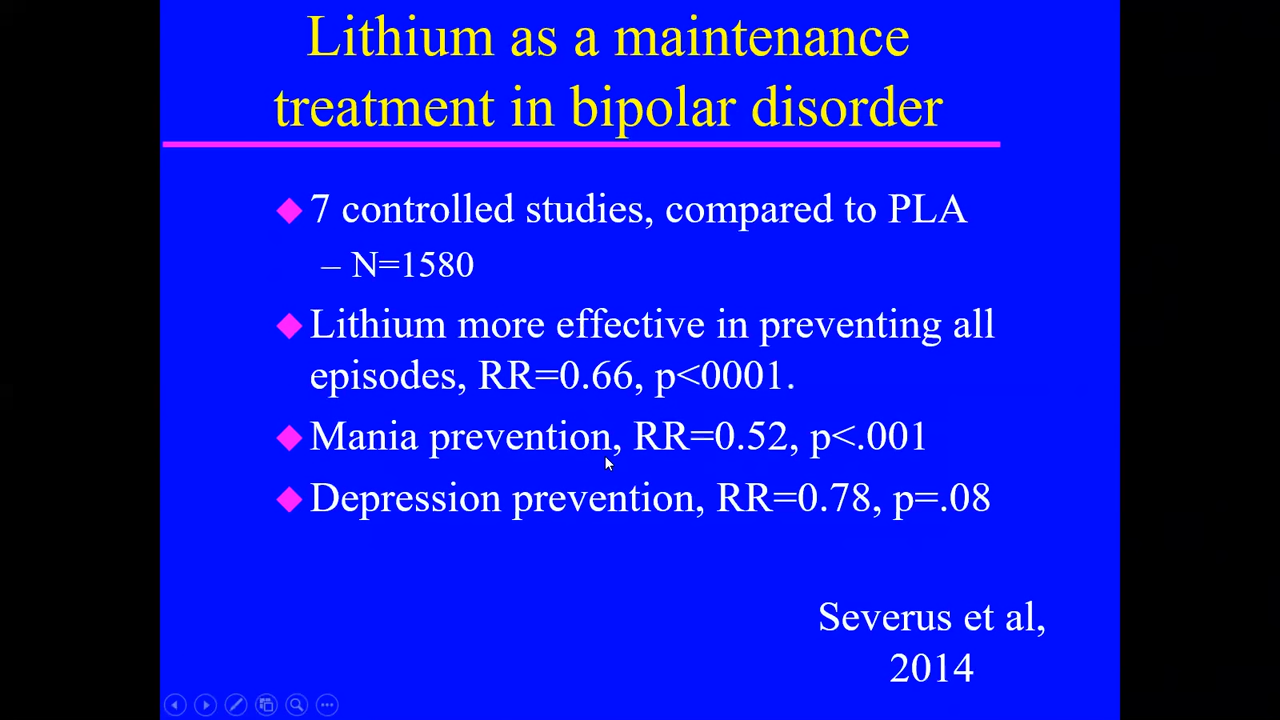 Lithium as a maintenance
treatment in bipolar disorder
7 controlled studies, compared to PLA
– N=1580
Lithium more effective in preventing all
episodes, RR=0.66, p<0001.
Mania prevention, RR=0.52, p<.001
Depression prevention, RR=0.78, p=.08
Severus et al,
2014